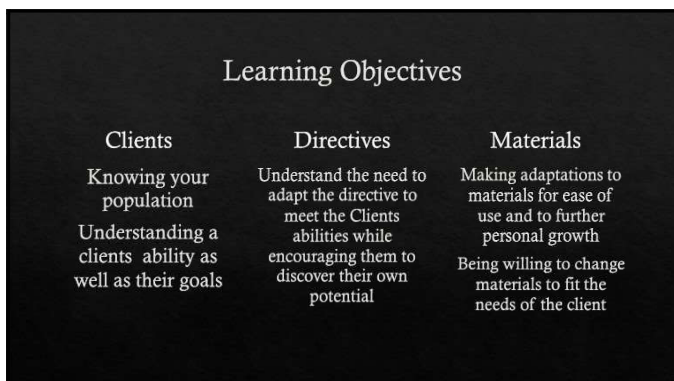 Learning Objectives
Clients
Knowing your
population
Understanding a
clients ability as
well as their goals
Directives
Understand the need to
adapt the directive to
meet the Clients
abilities while
encouraging them to
discover their own
potential
Materials
Making adaptations to
materials for ease of
use and to further
personal growth
Being willing to change
materials to fit the
needs of the client